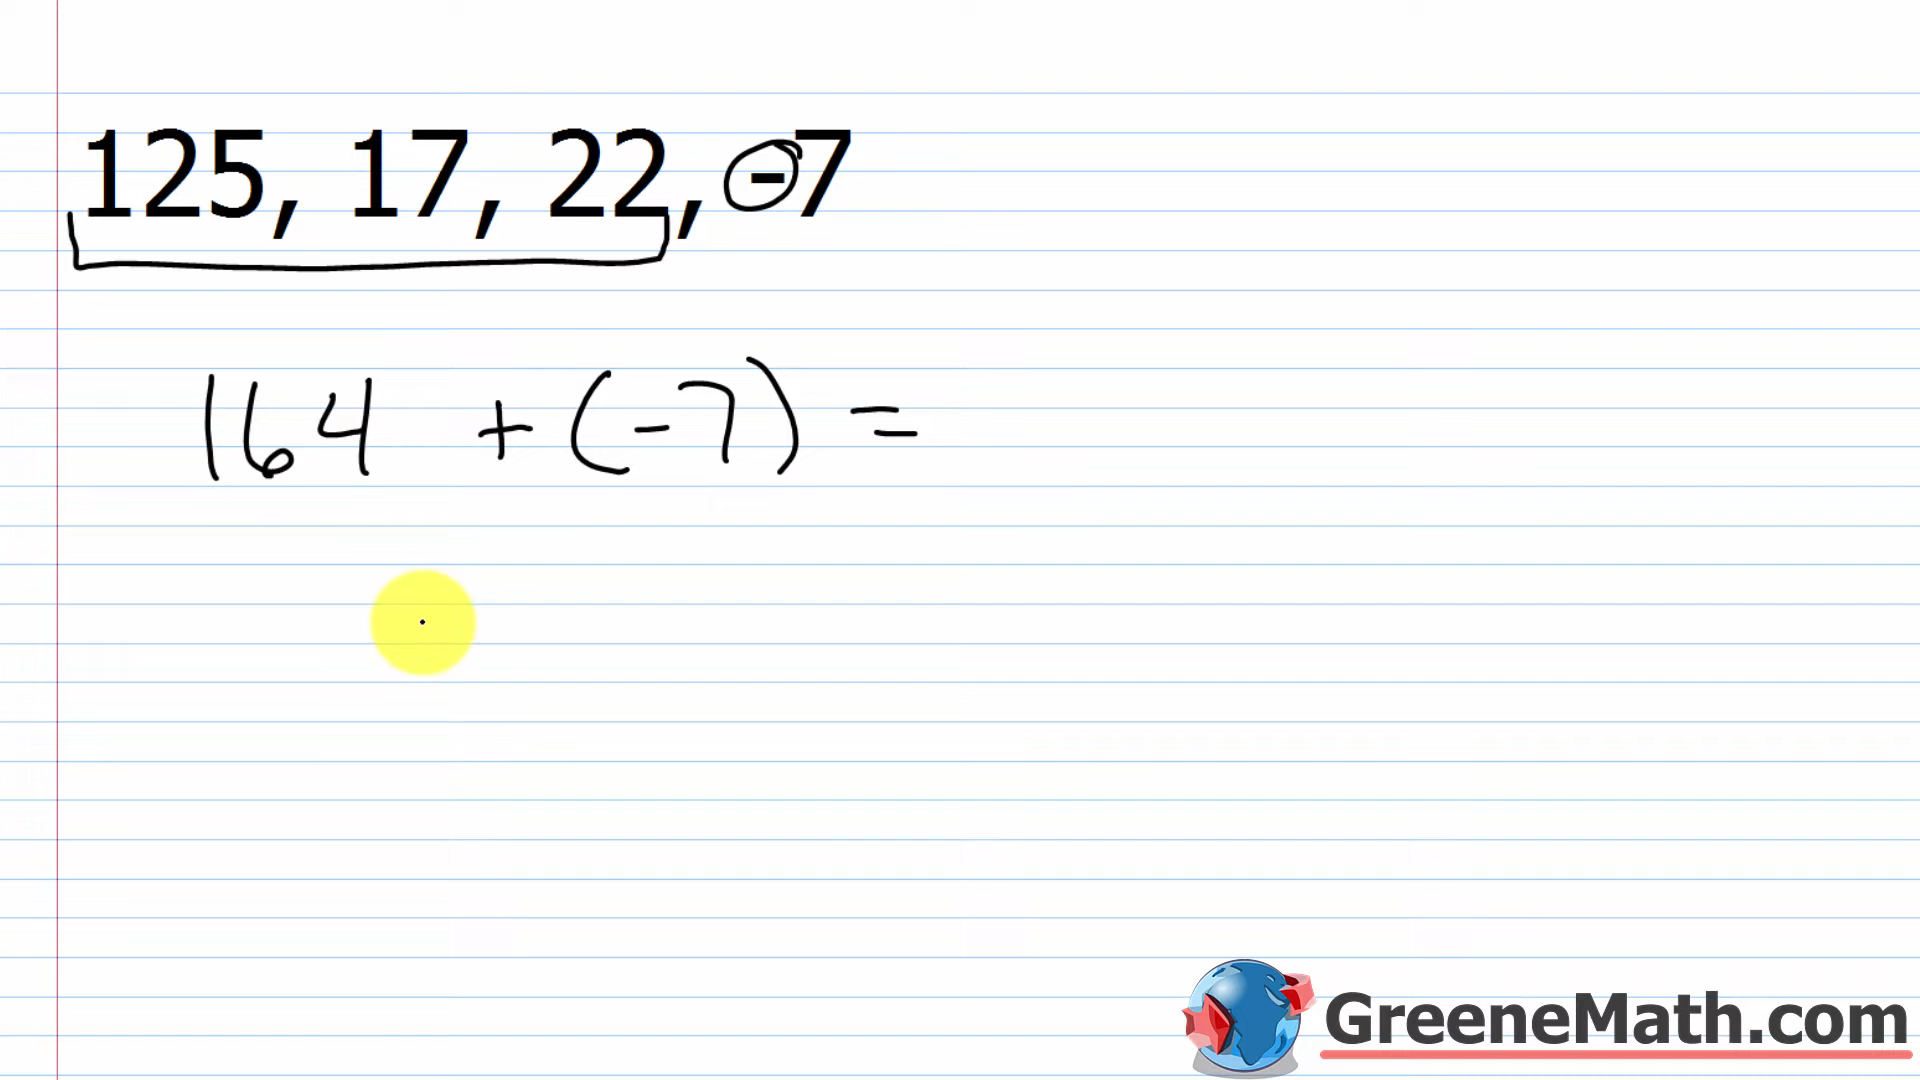 125, 17, 22, -7
164 + (-7) =
GreeneMath.com